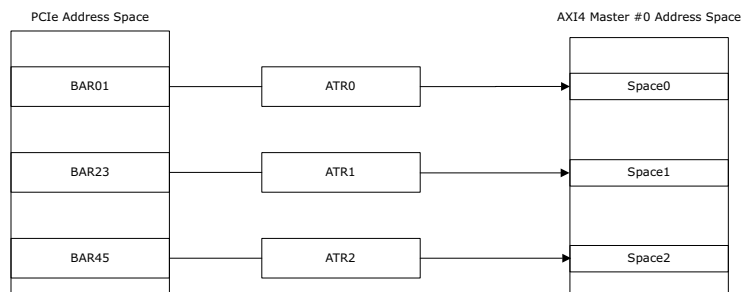 PCIe Address Space
AXI4 Master #0 Address Space
BAR01
ATR0
Space0
BAR23
ATR1
Space1
BAR45
ATR2
Space2